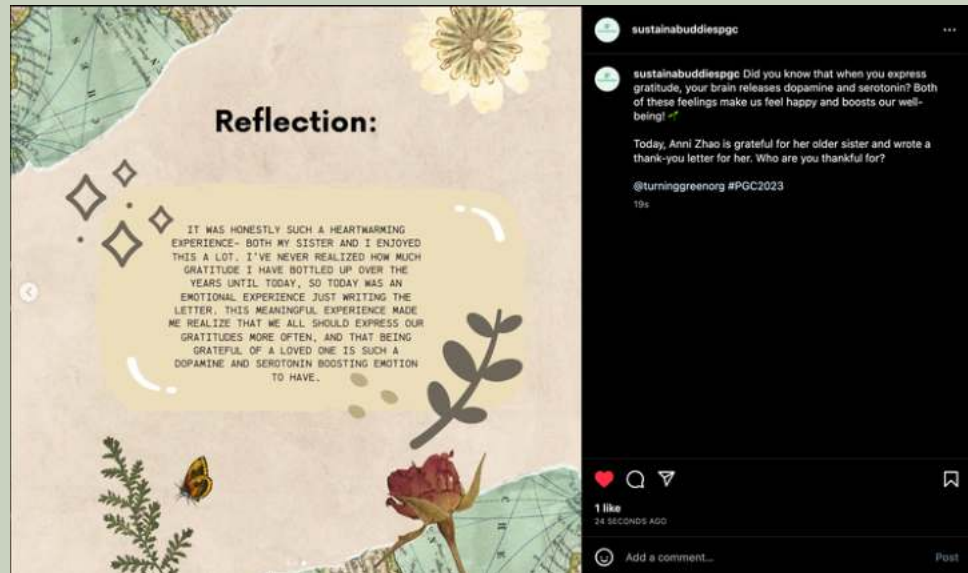 Reflection:
IT WAS HONESTLY SUCH A HEARTWARMING
EXPERIENCE- BOTH MY SISTER AND I ENJOYED
THIS A LOT. I'VE NEVER REALIZED HOW MUCH
GRATITUDE I HAVE BOTTLED UP OVER THE
YEARS UNTIL TODAY, SO TODAY WAS AN
EMOTIONAL EXPERIENCE JUST WRITING THE
LETTER. THIS MEANINGFUL EXPERIENCE MADE
ME REALIZE THAT WE ALL SHOULD EXPRESS OUR
GRATITUDES MORE OFTEN, AND THAT BEING
GRATEFUL OF A LOVED ONE IS SUCH A
DOPAMINE AND SEROTONIN BOOSTING EMOTION
TO HAVE.
sustainabuddiespgc
sustainabuddiespgc Did you know that when you express
gratitude, your brain releases dopamine and serotonin? Both
of these feelings make us feel happy and boosts our well-
being! 🌱
Today, Anni Zhao is grateful for her older sister and wrote a
thank-you letter for her. Who are you thankful for?
@turninggreenorg #PGC2023
19s
1 like
24 SECONDS AGO
Add a comment...
Post